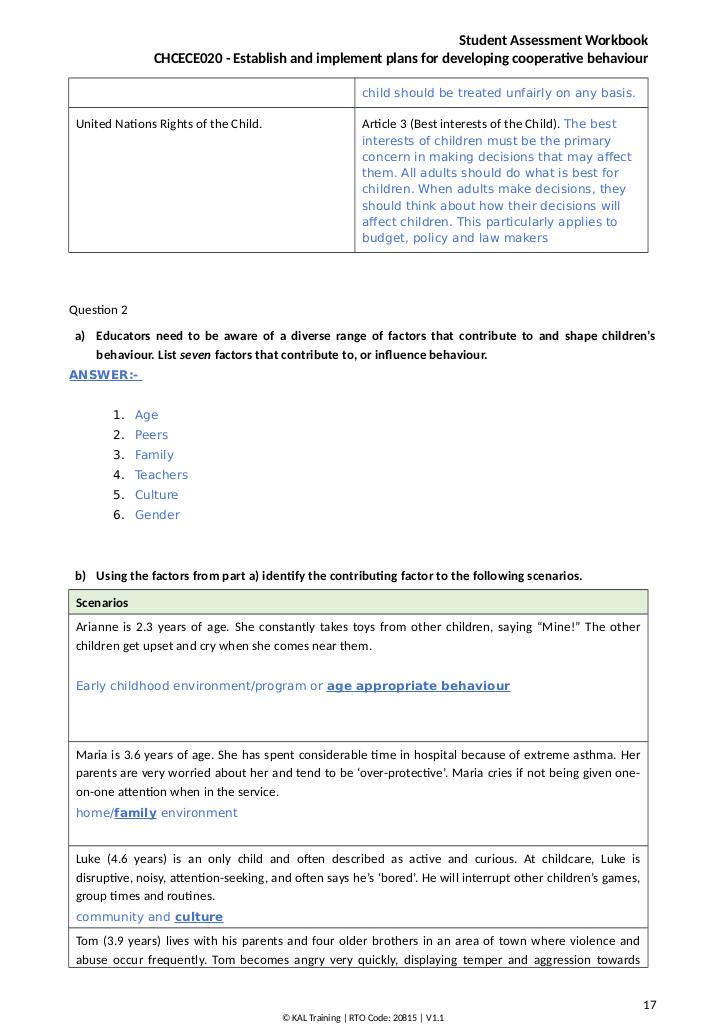 Student Assessment Workbook
CHCECE020 - Establish and implement plans for developing cooperative behaviour
child should be treated unfairly on any basis.
United Nations Rights of the Child.
Article 3 (Best interests of the Child). The best
interests of children must be the primary
concern in making decisions that may affect
them. All adults should do what is best for
children. When adults make decisions, they
should think about how their decisions will
affect children. This particularly applies to
budget, policy and law makers
Question 2
a) Educators need to be aware of a diverse range of factors that contribute to and shape children's
behaviour. List seven factors that contribute to, or influence behaviour.
ANSWER:-
1. Age
2. Peers
3. Family
4. Teachers
5. Culture
6. Gender
b) Using the factors from part a) identify the contributing factor to the following scenarios.
Scenarios
Arianne is 2.3 years of age. She constantly takes toys from other children, saying “Mine!” The other
children get upset and cry when she comes near them.
Early childhood environment/program or age appropriate behaviour
Maria is 3.6 years of age. She has spent considerable time in hospital because of extreme asthma. Her
parents are very worried about her and tend to be ‘over-protective’. Maria cries if not being given one-
on-one attention when in the service.
home/family environment
Luke (4.6 years) is an only child and often described as active and curious. At childcare, Luke is
disruptive, noisy, attention-seeking, and often says he’s ‘bored’. He will interrupt other children’s games,
group times and routines.
community and culture
Tom (3.9 years) lives with his parents and four older brothers in an area of town where violence and
abuse occur frequently. Tom becomes angry very quickly, displaying temper and aggression towards
17
© KAL Training | RTO Code: 20815 | V1.1